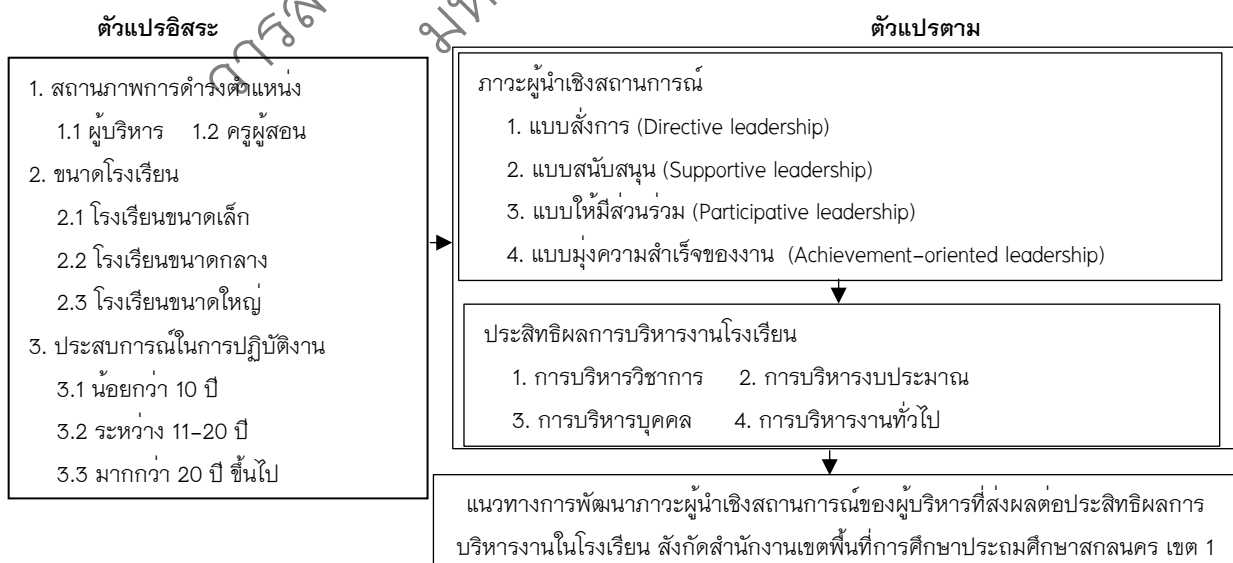 ตัวแปรอิสระ
1. สถานภาพการดำรงตำแหน่ง
1.1 ผู้บริหาร 1.2 ครูผู้สอน
2. ขนาดโรงเรียน
2.1 โรงเรียนขนาดเล็ก
2.2 โรงเรียนขนาดกลาง
2.3 โรงเรียนขนาดใหญ่
3. ประสบการณ์ในการปฏิบัติงาน
3.1 น้อยกว่า 10 ปี
3.2 ระหว่าง 11–20 ปี
3.3 มากกว่า 20 ปี ขึ้นไป
ตัวแปรตาม
ภาวะผู้นำเชิงสถานการณ์
1. แบบสั่งการ (Directive leadership)
2. แบบสนับสนุน (Supportive leadership)
3. แบบให้มีส่วนร่วม (Participative leadership)
4. แบบมุ่งความสำเร็จของงาน (Achievement–oriented leadership)
ประสิทธิผลการบริหารงานโรงเรียน
1. การบริหารวิชาการ 2. การบริหารงบประมาณ
3. การบริหารบุคคล 4. การบริหารงานทั่วไป
แนวทางการพัฒนาภาวะผู้นำเชิงสถานการณ์ของผู้บริหารที่ส่งผลต่อประสิทธิผลการ
บริหารงานในโรงเรียน สังกัดสำนักงานเขตพื้นที่การศึกษาประถมศึกษาสกลนคร เขต 1